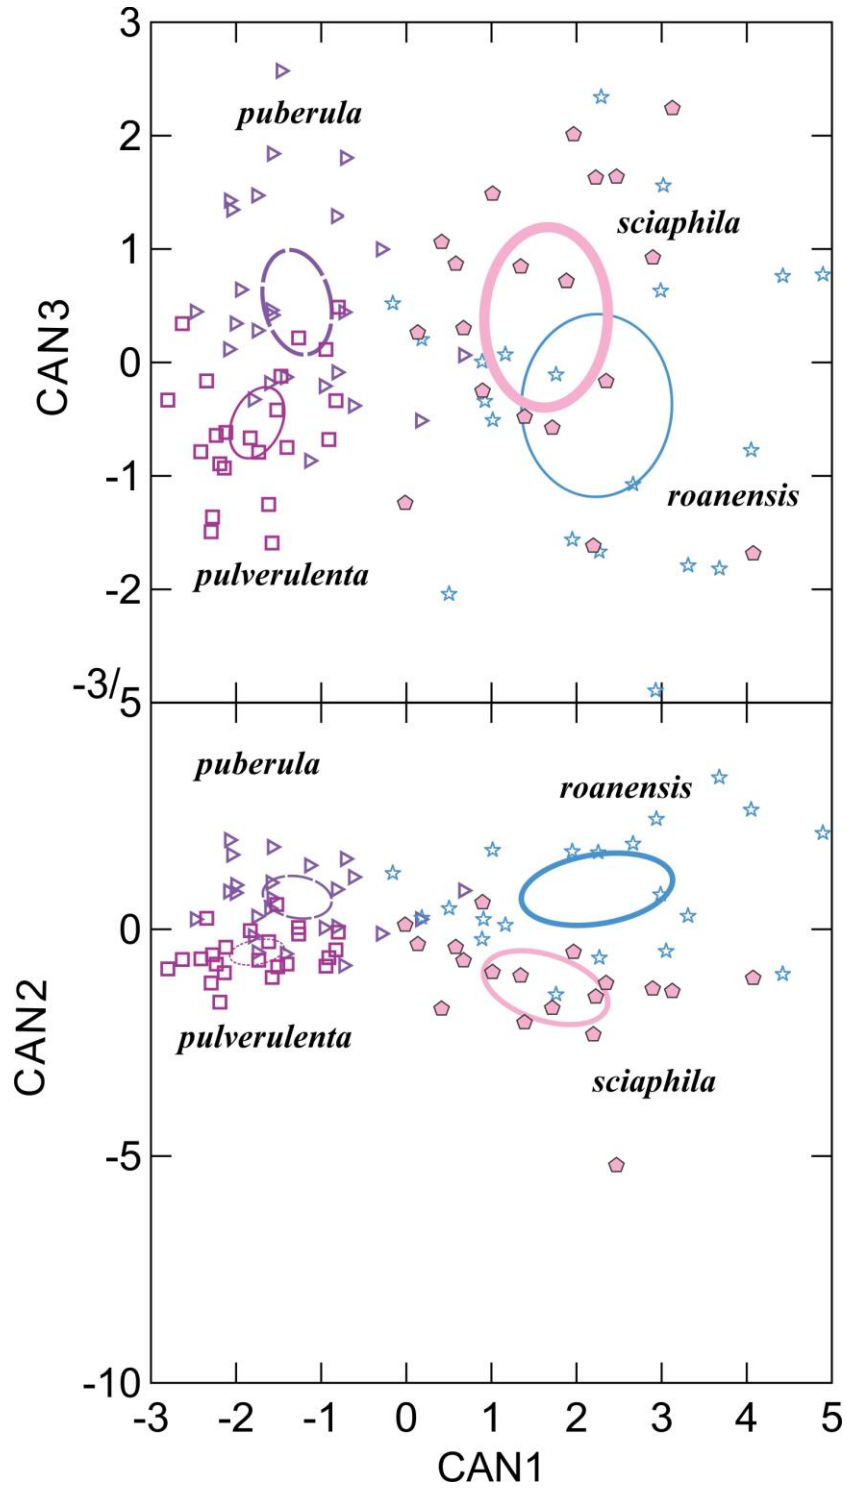 3
puberula
2
sciaphila
1
CAN3
0
-1
roanensis
pulverulenta
-2
-3/5
puberula
roanensis
0
pulverulenta
CAN2
sciaphila
-5
-10
-3 -2 -1 0 1 2 3 4 5
CAN1